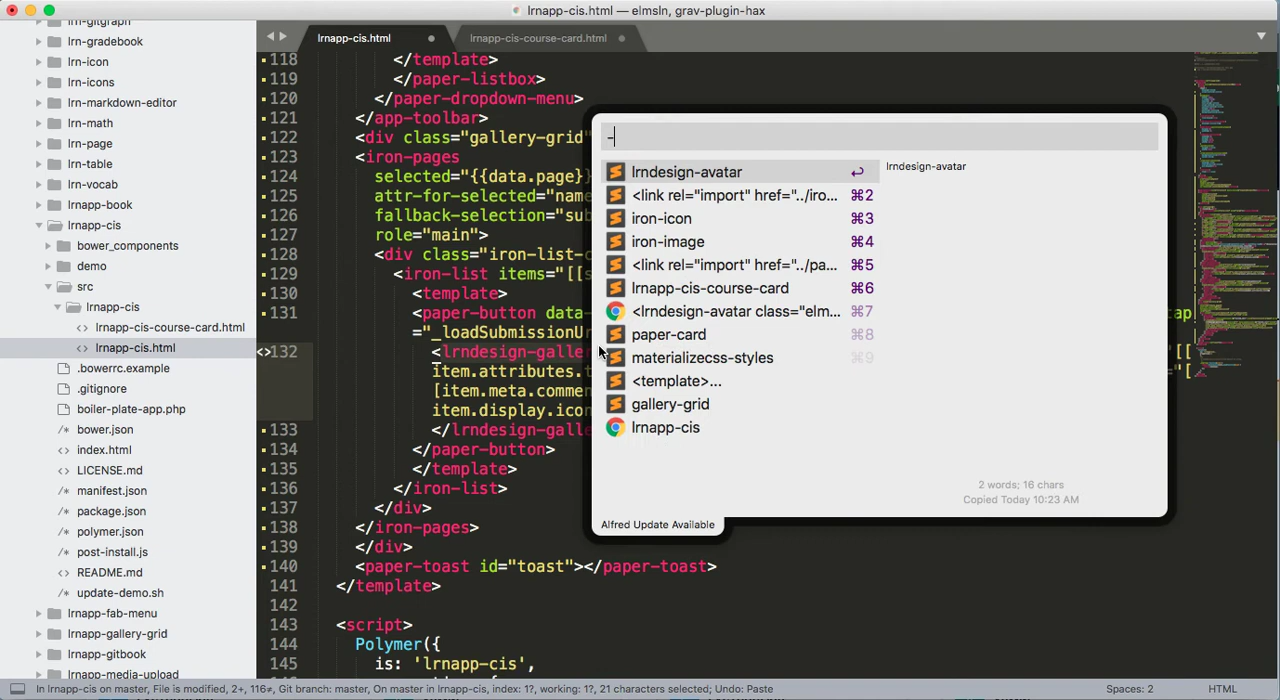 lrnapp-cis.html — elmsln, grav-plugin-hax
lrn-gitgraph
lrn-gradebook
lrn-icon
lrn-icons
lrn-markdown-editor
lrn-math
lrn-page
lrn-table
lrn-vocab
lrnapp-book
lrnapp-cis
bower_components
demo
src
lrnapp-cis
lrnapp-cis-course-card.html
lrnapp-cis.html
.bowerrc.example
.gitignore
boiler-plate-app.php
bower.json
index.html
LICENSE.md
manifest.json
package.json
polymer.json
post-install.js
README.md
update-demo.sh
lrnapp-fab-menu
lrnapp-gallery-grid
lrnapp-gitbook
lrnapp-media-upload
lrnapp-cis.html
lrnapp-cis-course-card.html
118 </template>
119 </paper-listbox>
120 </paper-dropdown-menu>
121 </app-toolbar>
122 <div class="gallery-grid"
123 <iron-pages
124 selected="{{data.page}}
125 attr-for-selected="nam
126 fallback-selection="sub
127 role="main">
128 <div class="iron-list-c
129 <iron-list items="[[s
130 <template>
131 <paper-button data-
="_loadSubmissionUr
132 <lrndesign-galler
item.attributes.t
[item.meta.comme
item.display.icon
133 </lrndesign-galle
134 </paper-button>
135 </template>
136 </iron-list>
137 </div>
138 </iron-pages>
139 </div>
140 <paper-toast id="toast"></paper-toast>
141 </template>
142
143 <script>
144 Polymer({
145 is: 'lrnapp-cis',
-
lrndesign-avatar ↩
<link rel="import" href="../iro... ⌘2
iron-icon ⌘3
iron-image ⌘4
<link rel="import" href="../pa... ⌘5
lrnapp-cis-course-card ⌘6
<lrndesign-avatar class="elm... ⌘7
paper-card ⌘8
materializecss-styles ⌘9
<template>...
gallery-grid
lrnapp-cis
lrndesign-avatar
2 words; 16 chars
Copied Today 10:23 AM
Alfred Update Available
tap
"[[
="[
In lrnapp-cis on master, File is modified, 2+, 116≠, Git branch: master, On master in lrnapp-cis, index: 1?, working: 1?, 21 characters selected; Undo: Paste
Spaces: 2
HTML